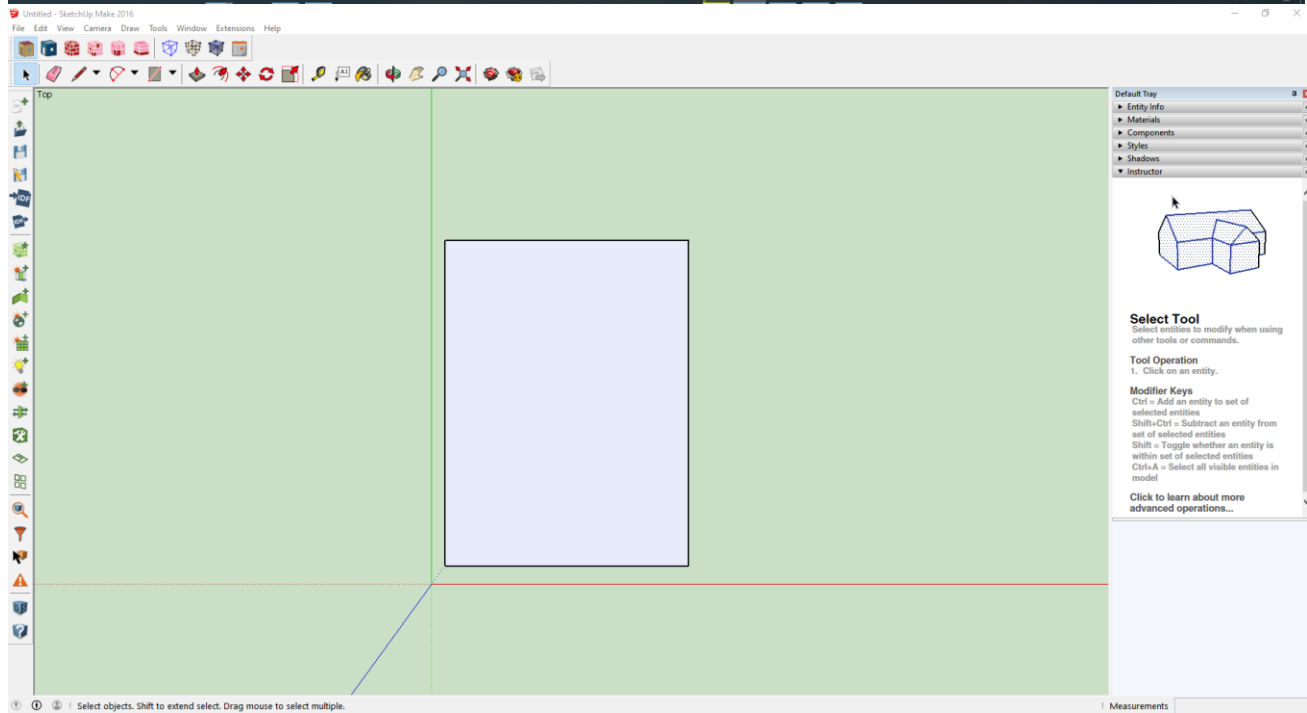 Untitled - SketchUp Make 2016
File Edit View Camera Draw Tools Window Extensions Help
A1
Top
Default Tray
Entity Info
Materials
Components
Styles
Shadows
Instructor
IDF
IDF
Select Tool
Select entities to modify when using
other tools or commands.
Tool Operation
1. Click on an entity.
Modifier Keys
Ctrl = Add an entity to set of
selected entities
Shift+Ctrl = Subtract an entity from
set of selected entities
Shift = Toggle whether an entity is
within set of selected entities
Ctrl+A = Select all visible entities in
model
Click to learn about more
advanced operations...
Select objects. Shift to extend select. Drag mouse to select multiple.
Measurements